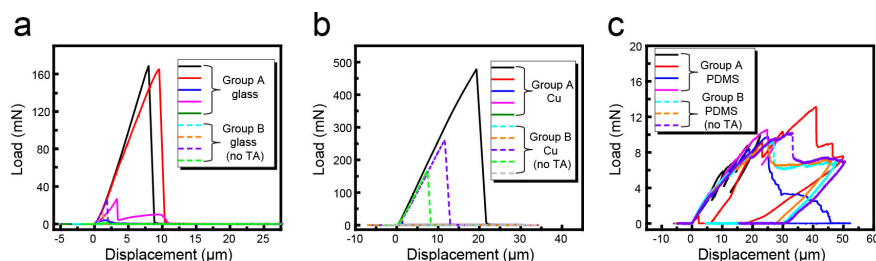 a
b
c
Load (mN)
160
120
80
40
0
-5 0 5 10 15 20 25
Displacement (μm)
Group A
glass
Group B
glass
(no TA)
Load (mN)
500
400
300
200
100
0
-10 0 10 20 30 40
Displacement (μm)
Group A
Cu
Group B
Cu
(no TA)
Load (mN)
20
16
12
8
4
0
0 10 20 30 40 50 60
Displacement (μm)
Group A
PDMS
Group B
PDMS
(no TA)